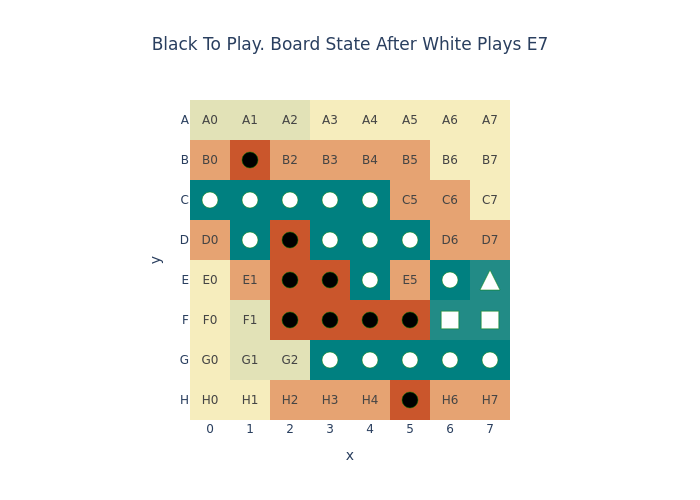 Black To Play. Board State After White Plays E7
A A0 A1 A2 A3 A4 A5 A6 A7
B B0 B2 B3 B4 B5 B6 B7
C C5 C6 C7
D D0 D6 D7
E E0 E1 E5
F F0 F1
G G0 G1 G2
H H0 H1 H2 H3 H4 H6 H7
0 1 2 3 4 5 6 7
x
y